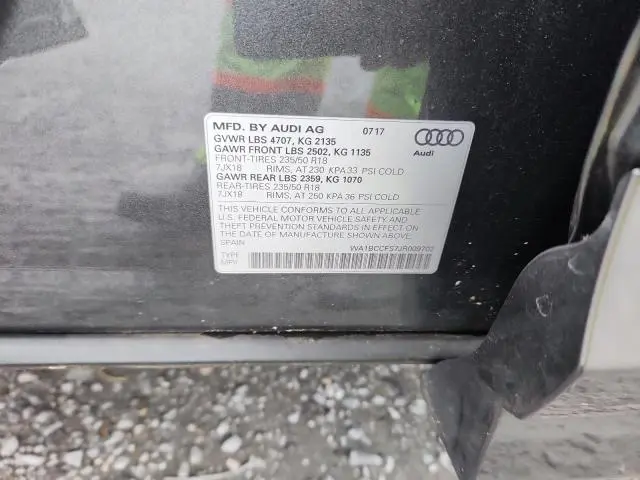 MFD. BY AUDI AG 0717
GVWR LBS 4707, KG 2135
GAWR FRONT LBS 2502, KG 1135
FRONT-TIRES 235/50 R18
7JX18 RIMS, AT 230 KPA 33 PSI COLD
GAWR REAR LBS 2359, KG 1070
REAR-TIRES 235/50 R18
7JX18 RIMS, AT 250 KPA 36 PSI COLD
Audi
THIS VEHICLE CONFORMS TO ALL APPLICABLE
U.S. FEDERAL MOTOR VEHICLE SAFETY AND
THEFT PREVENTION STANDARDS IN EFFECT ON
THE DATE OF MANUFACTURE SHOWN ABOVE.
SPAIN WA1BCCFS7JR009702
TYPE
MPV